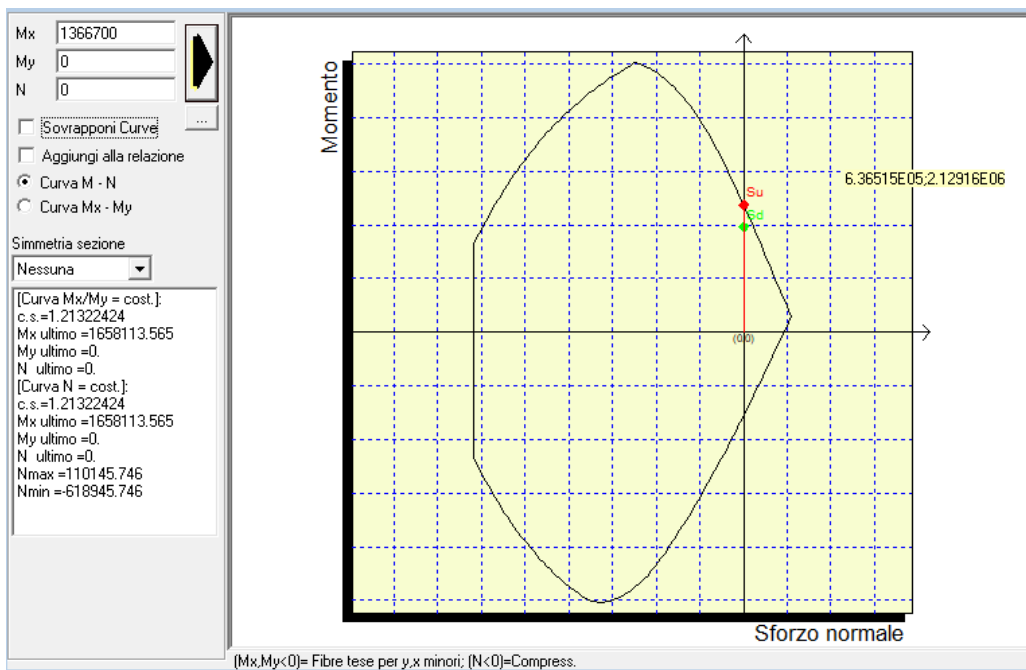 Mx 1366700
My 0
N 0
...
Sovrapponi Curve
Aggiungi alla relazione
Curva M - N
Curva Mx - My
Simmetria sezione
Nessuna
[Curva Mx/My = cost.]:
c.s.=1.21322424
Mx ultimo =1658113.565
My ultimo =0.
N ultimo =0.
[Curva N = cost.]:
c.s.=1.21322424
Mx ultimo =1658113.565
My ultimo =0.
N ultimo =0.
Nmax =110145.746
Nmin =-618945.746
Momento
6.36515E05;2.12916E06
Su
Sd
(0;0)
Sforzo normale
(Mx,My<0)= Fibre tese per y,x minori; (N<0)=Compress.